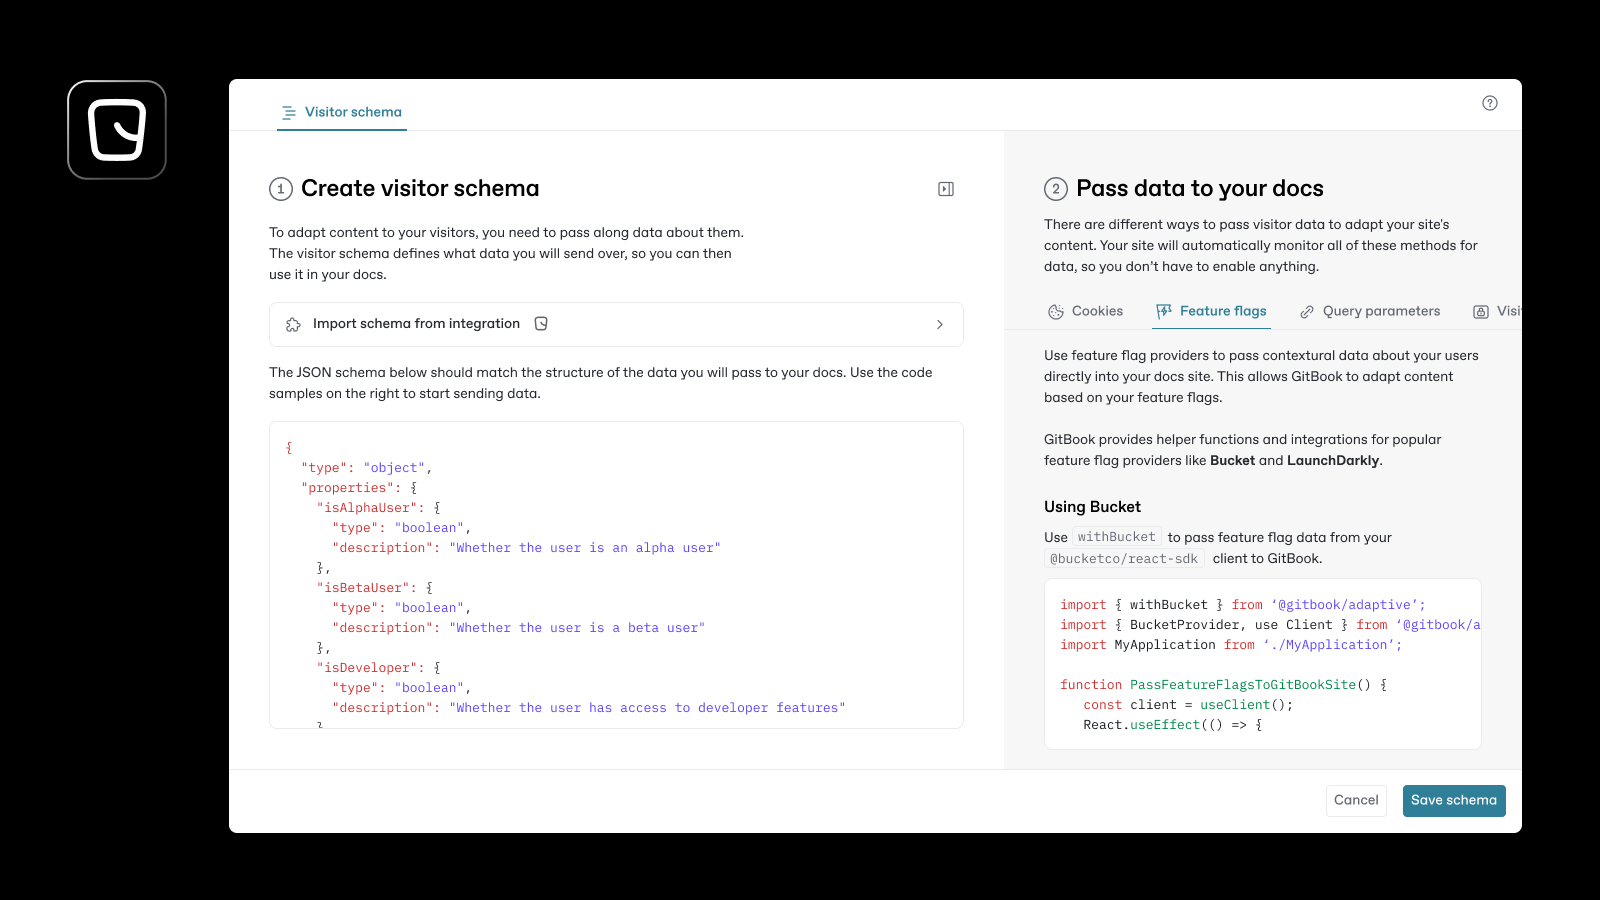 Visitor schema
?
1 Create visitor schema
To adapt content to your visitors, you need to pass along data about them.
The visitor schema defines what data you will send over, so you can then
use it in your docs.
Import schema from integration
The JSON schema below should match the structure of the data you will pass to your docs. Use the code
samples on the right to start sending data.
{
"type": "object",
"properties": {
"isAlphaUser": {
"type": "boolean",
"description": "Whether the user is an alpha user"
},
"isBetaUser": {
"type": "boolean",
"description": "Whether the user is a beta user"
},
"isDeveloper": {
"type": "boolean",
"description": "Whether the user has access to developer features"
}
2 Pass data to your docs
There are different ways to pass visitor data to adapt your site's
content. Your site will automatically monitor all of these methods for
data, so you don't have to enable anything.
Cookies Feature flags Query parameters Visi
Use feature flag providers to pass contextural data about your users
directly into your docs site. This allows GitBook to adapt content
based on your feature flags.
GitBook provides helper functions and integrations for popular
feature flag providers like Bucket and LaunchDarkly.
Using Bucket
Use withBucket to pass feature flag data from your
@bucketco/react-sdk client to GitBook.
import { withBucket } from ‘@gitbook/adaptive’;
import { BucketProvider, use Client } from ‘@gitbook/a
import MyApplication from ‘./MyApplication’;
function PassFeatureFlagsToGitBookSite() {
const client = useClient();
React.useEffect(() => {
Cancel
Save schema